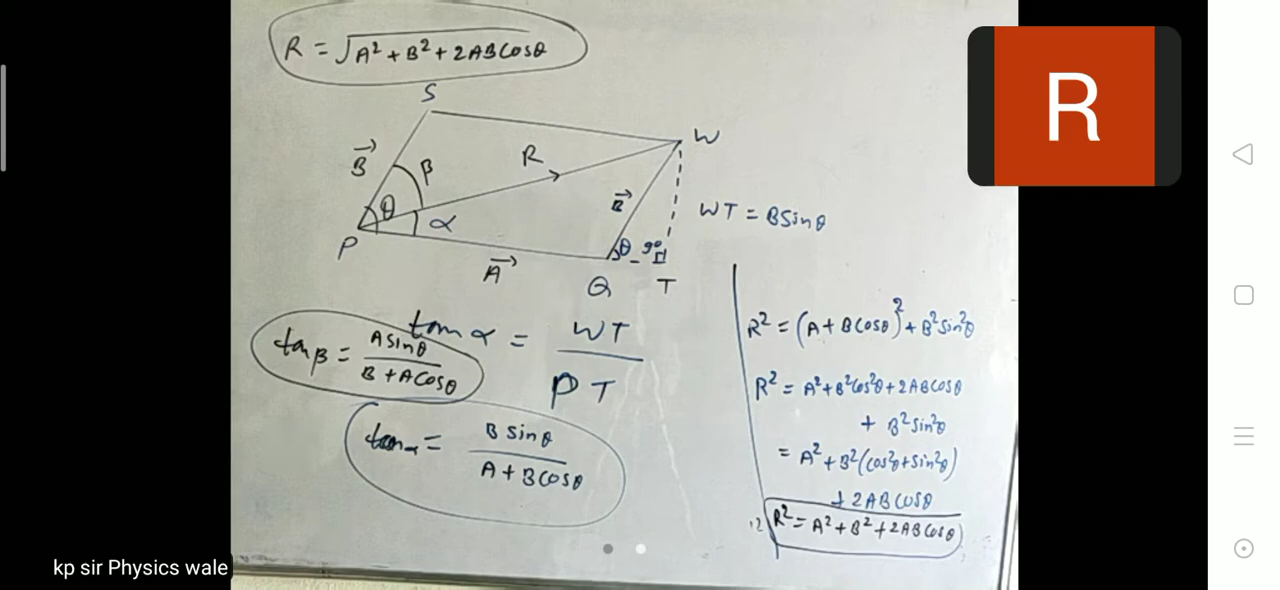 R = √A² + B² + 2ABCosθ
S
W
B⃗
β
R
R
θ
α
B⃗
WT = BSinθ
P
θ 90°
A⃗
Q
T
tanα = WT / PT
tanβ = ASinθ / B + ACosθ
tanα = B Sinθ / A + BCosθ
R² = (A + BCosθ)² + B²Sin²θ
R² = A² + B²Cos²θ + 2ABCosθ
+ B²Sin²θ
= A² + B²(Cos²θ + Sin²θ)
+ 2ABCosθ
R² = A² + B² + 2ABCosθ
kp sir Physics wale